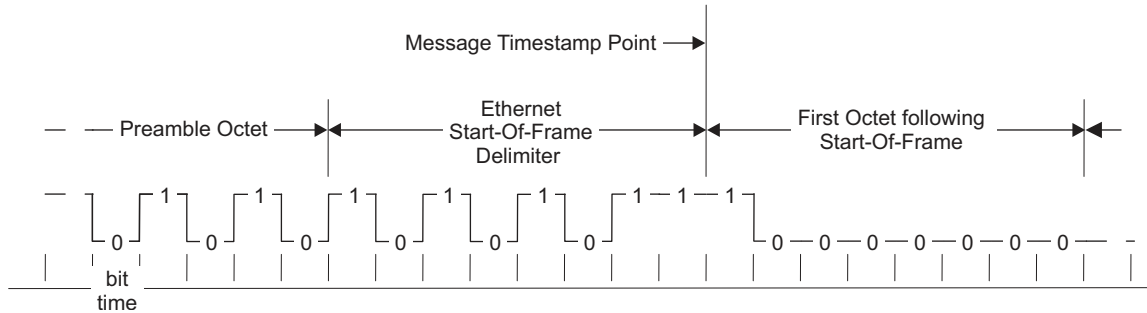 Message Timestamp Point
Preamble Octet
Ethernet
Start-Of-Frame
Delimiter
First Octet following
Start-Of-Frame
0 1 0 1 0 1 0 1 0 1 0 1 1 1 0 0 0 0 0 0 0
bit
time